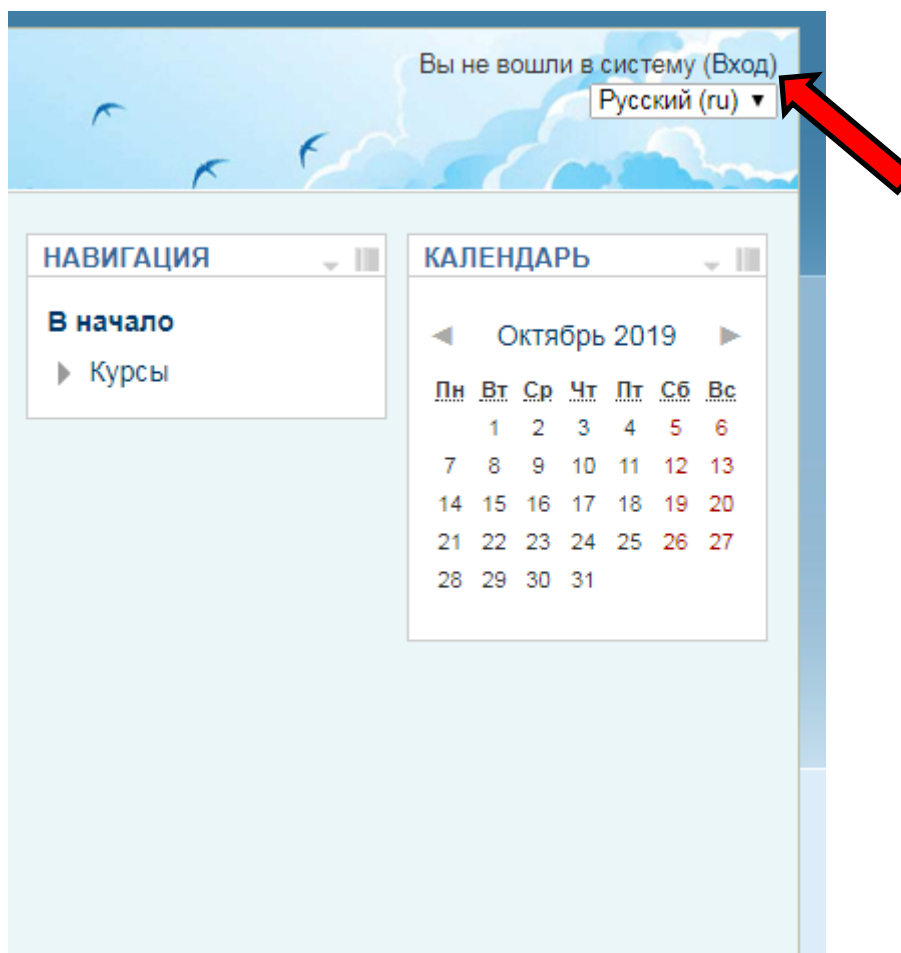 Вы не вошли в систему (Вход)
Русский (ru) ▼
НАВИГАЦИЯ
В начало
Курсы
КАЛЕНДАРЬ
Октябрь 2019
Пн Вт Ср Чт Пт Сб Вс
1 2 3 4 5 6
7 8 9 10 11 12 13
14 15 16 17 18 19 20
21 22 23 24 25 26 27
28 29 30 31